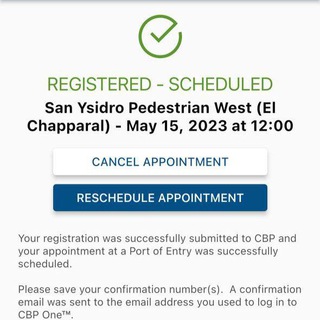 REGISTERED - SCHEDULED
San Ysidro Pedestrian West (El
Chapparal) - May 15, 2023 at 12:00
CANCEL APPOINTMENT
RESCHEDULE APPOINTMENT
Your registration was successfully submitted to CBP and
your appointment at a Port of Entry was successfully
scheduled.
Please save your confirmation number(s).  A confirmation
email was sent to the email address you used to log in to
CBP One™.